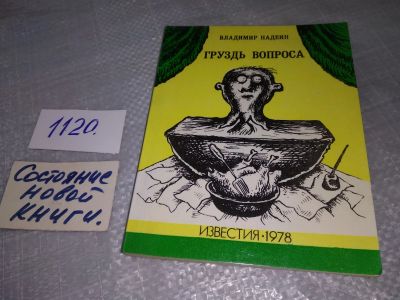 ВЛАДИМИР НАДЕИН
ГРУЗДЬ ВОПРОСА
ИЗВЕСТИЯ·1978
1120.
Состояние
новой
книги.